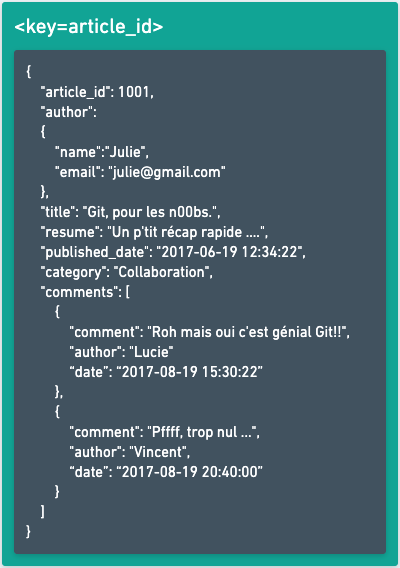 <key=article_id>
{
"article_id": 1001,
"author":
{
"name":"Julie",
"email": "julie@gmail.com"
},
"title": "Git, pour les n00bs.",
"resume": "Un p'tit récap rapide ....",
"published_date": "2017-06-19 12:34:22",
"category": "Collaboration",
"comments": [
{
"comment": "Roh mais oui c'est génial Git!!",
"author": "Lucie"
"date”: “2017-08-19 15:30:22”
},
{
"comment": "Pffff, trop nul ...",
"author": "Vincent",
“date”: “2017-08-19 20:40:00”
}
]
}